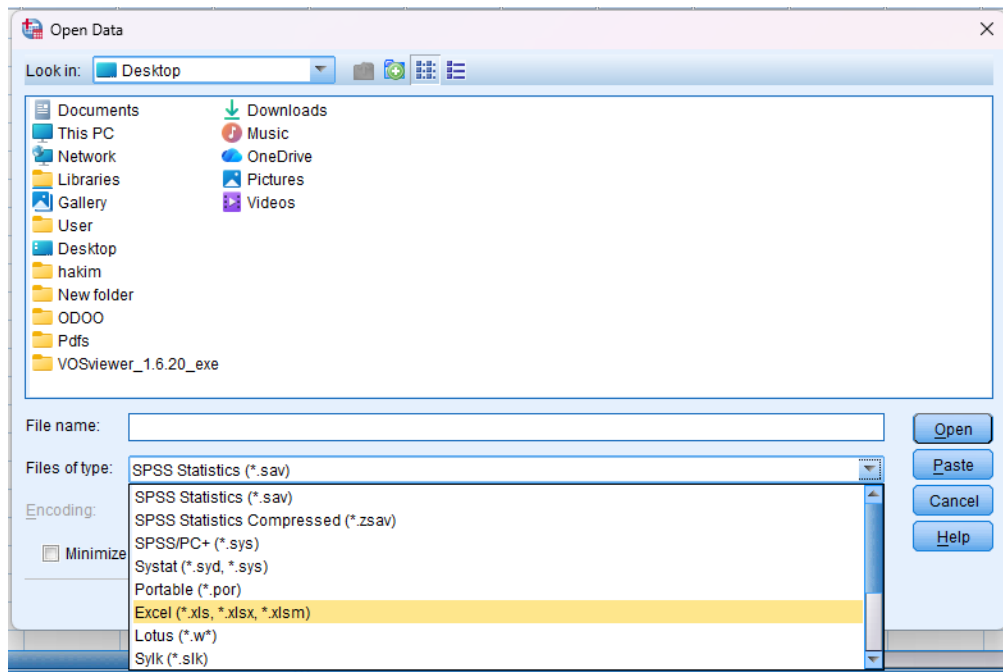 Open Data
Look in: Desktop
Documents
This PC
Network
Libraries
Gallery
User
Desktop
hakim
New folder
ODOO
Pdfs
VOSviewer_1.6.20_exe
Downloads
Music
OneDrive
Pictures
Videos
File name:
Open
Files of type: SPSS Statistics (*.sav)
Paste
SPSS Statistics (*.sav)
Encoding:
Cancel
SPSS Statistics Compressed (*.zsav)
SPSS/PC+ (*.sys)
Help
Minimize
Systat (*.syd, *.sys)
Portable (*.por)
Excel (*.xls, *.xlsx, *.xlsm)
Lotus (*.w*)
Sylk (*.slk)